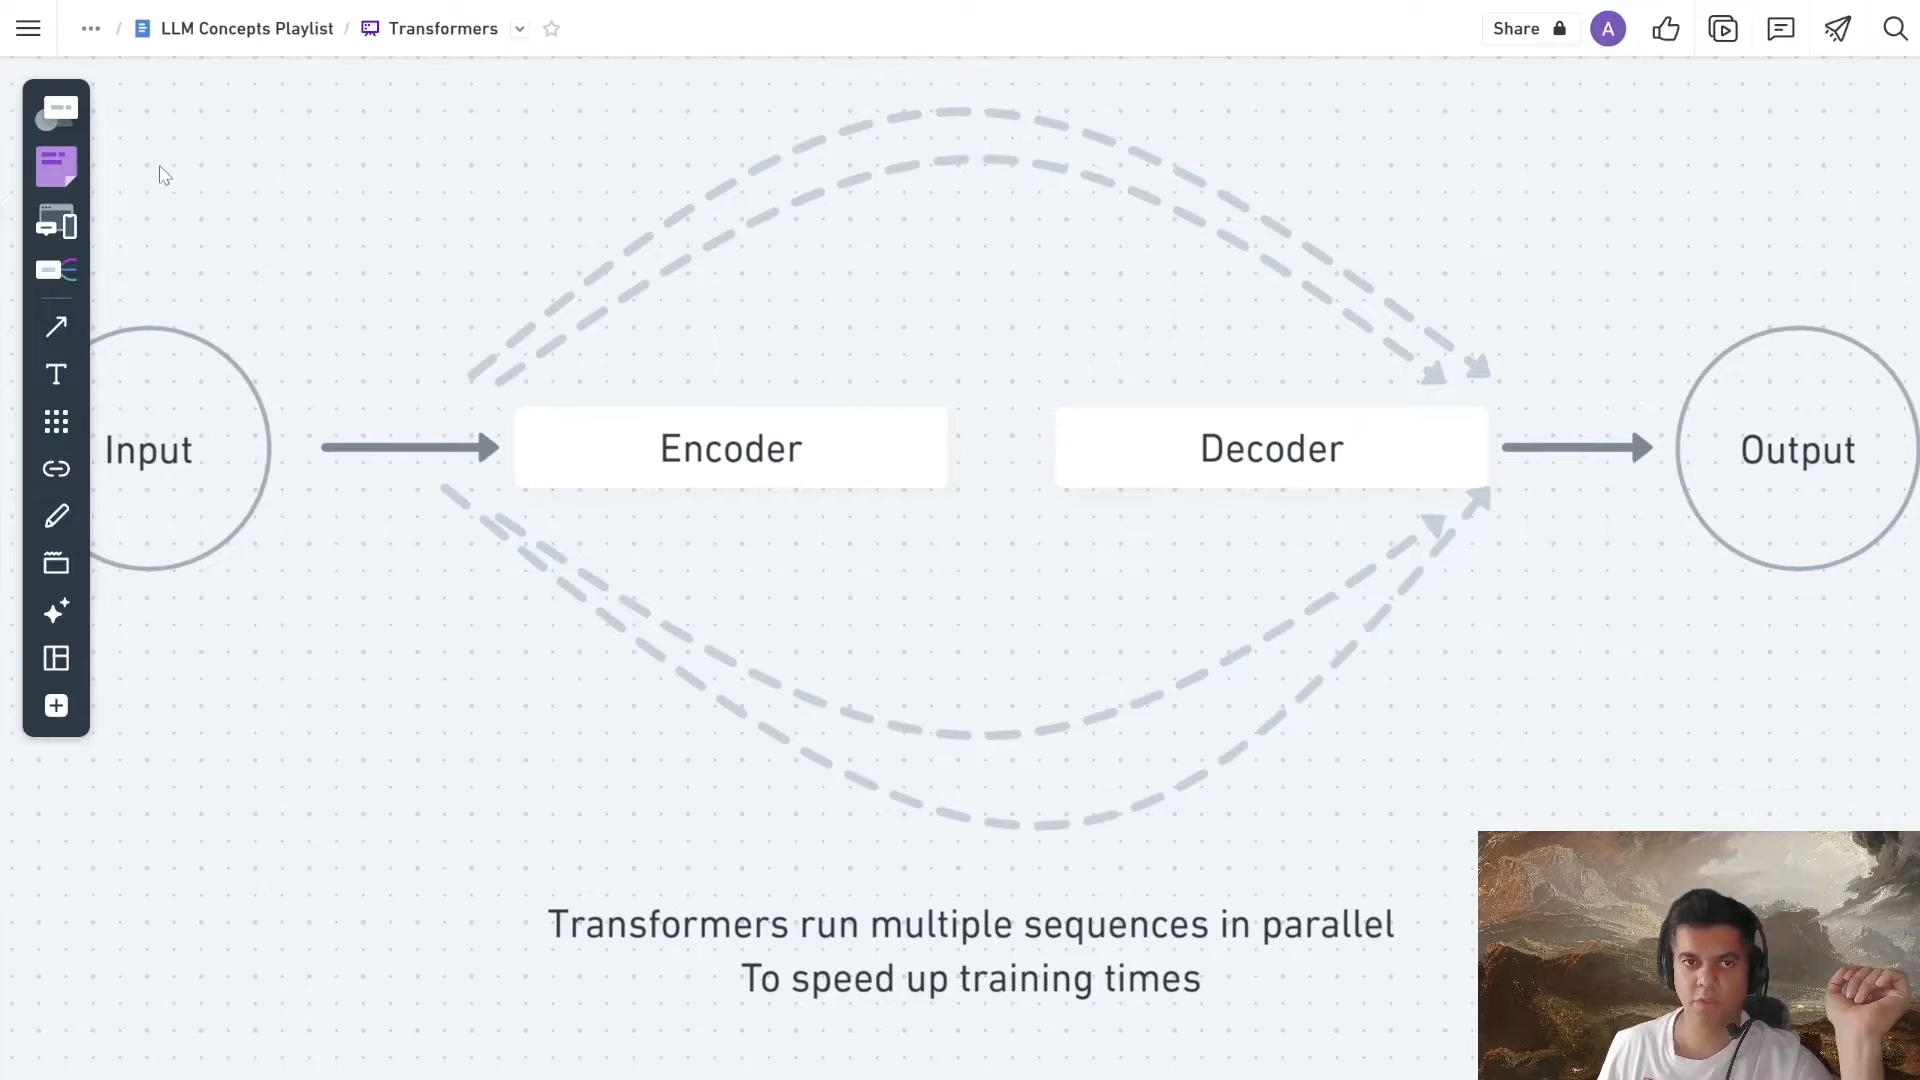 LLM Concepts Playlist / Transformers
Share
A
Input
Encoder
Decoder
Output
Transformers run multiple sequences in parallel
To speed up training times